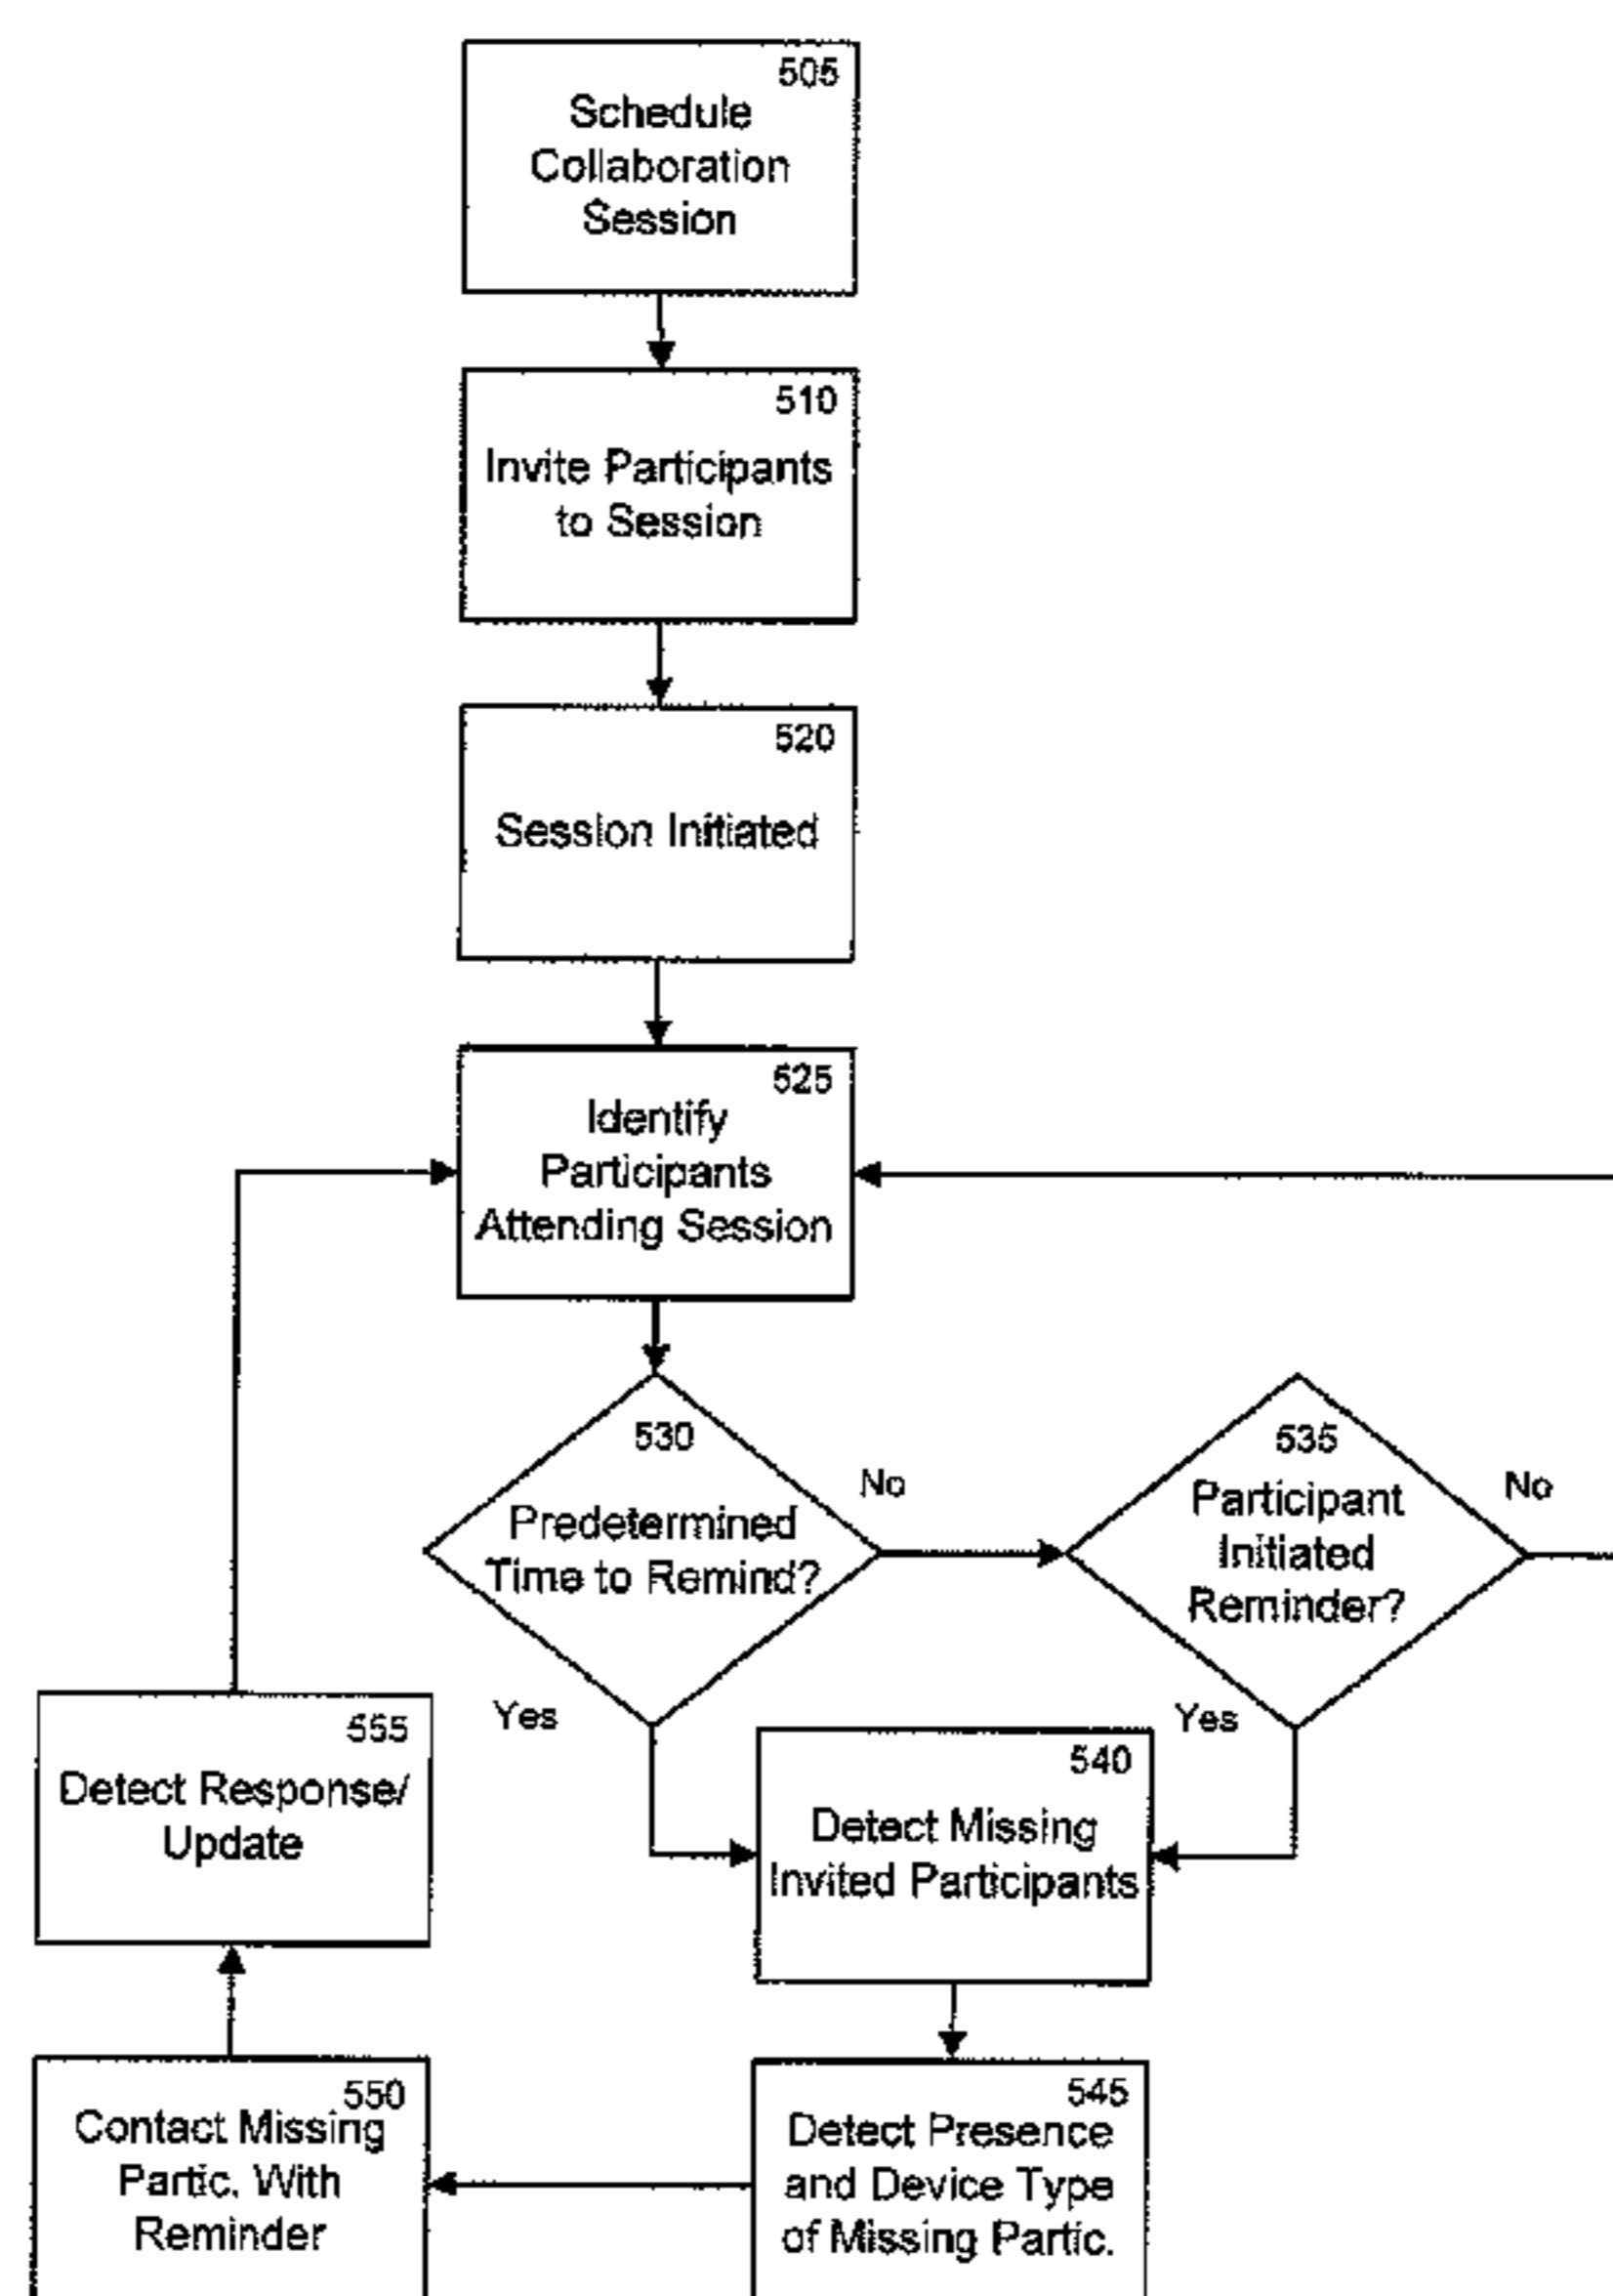 505
Schedule
Collaboration
Session
510
Invite Participants
to Session
520
Session Initiated
525
Identify
Participants
Attending Session
530
Predetermined
Time to Remind?
No
Yes
535
Participant
Initiated
Reminder?
No
Yes
540
Detect Missing
Invited Participants
545
Detect Presence
and Device Type
of Missing Partic.
550
Contact Missing
Partic. With
Reminder
555
Detect Response/
Update